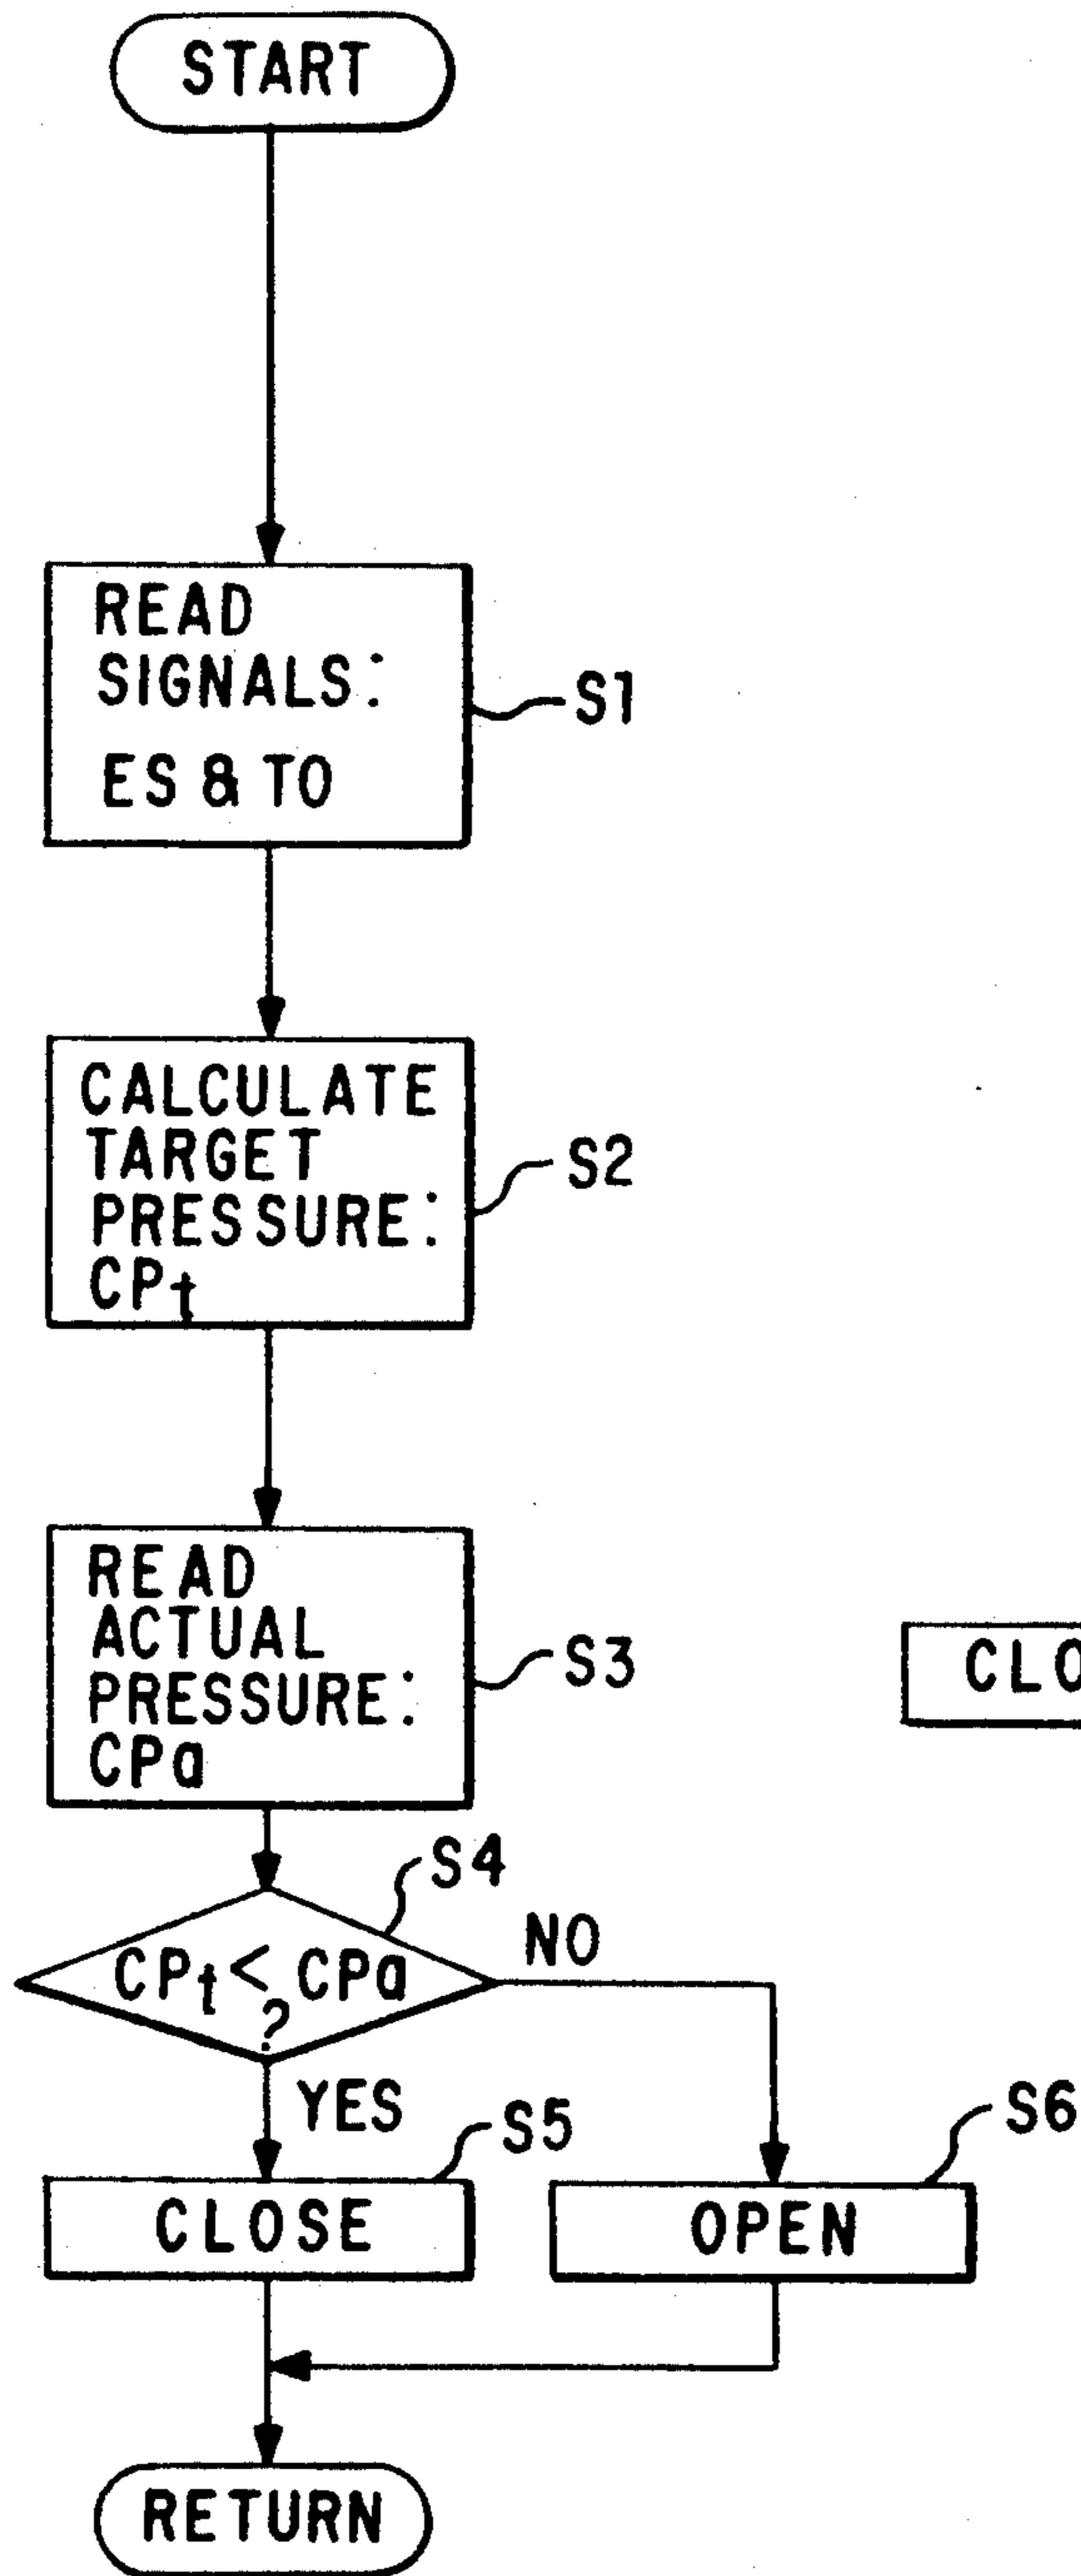 START
READ
SIGNALS:
ES & TO
S1
CALCULATE
TARGET
PRESSURE:
CPt
S2
READ
ACTUAL
PRESSURE:
CPa
S3
CLO
S4
CPt < CPa
?
NO
YES
S5
S6
CLOSE
OPEN
RETURN